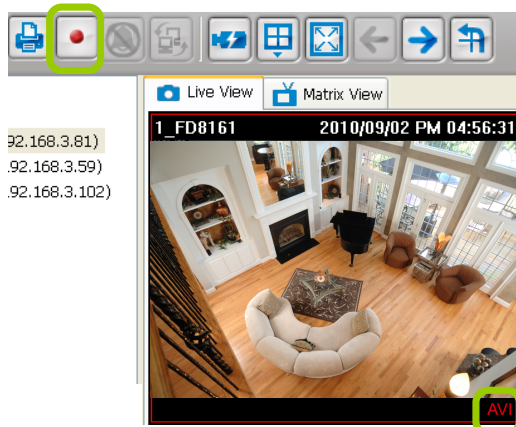 Live View
Matrix View
92.168.3.81)
.92.168.3.59)
.92.168.3.102)
1_FD8161
2010/09/02 PM 04:56:31
AVI